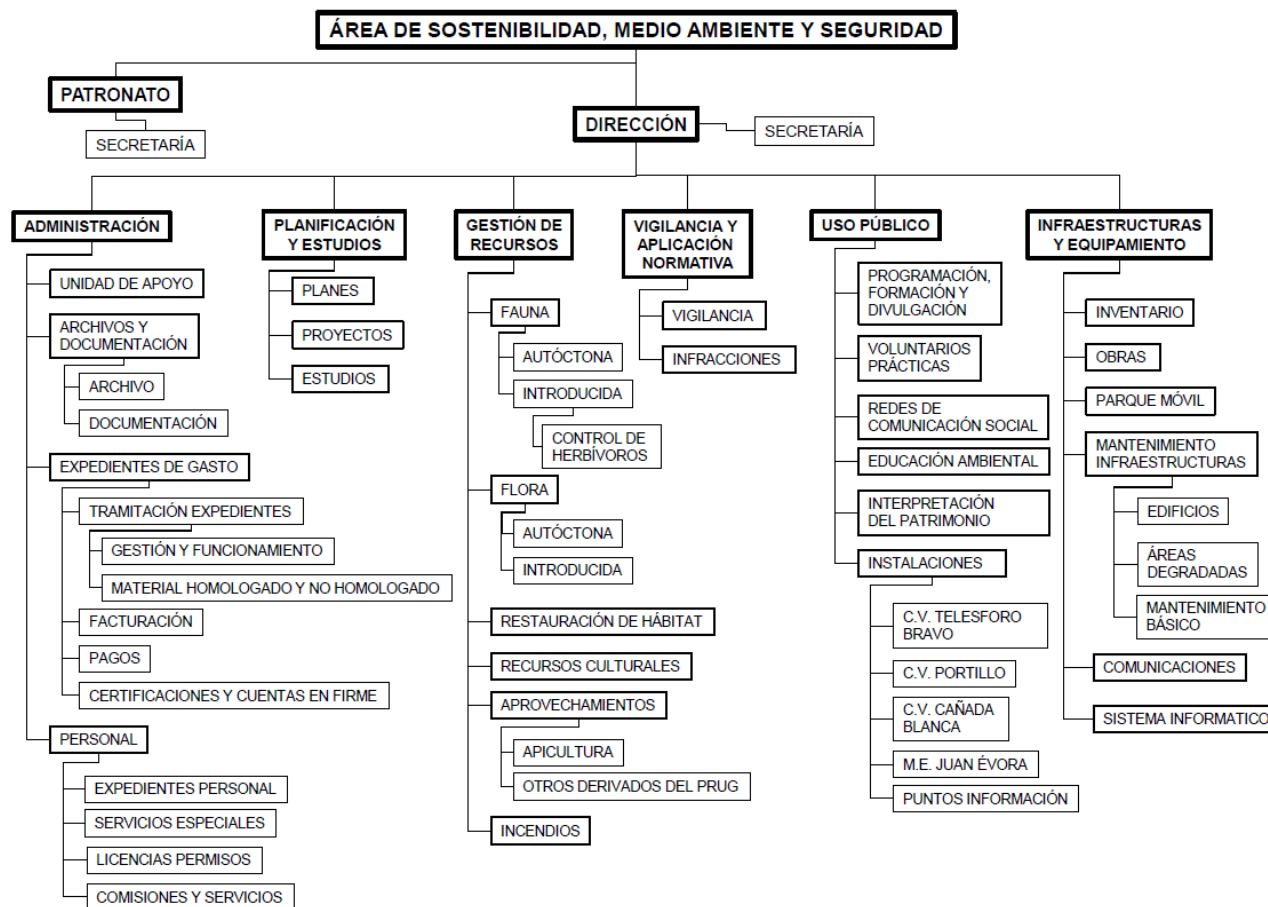 ÁREA DE SOSTENIBILIDAD, MEDIO AMBIENTE Y SEGURIDAD
PATRONATO
SECRETARÍA
DIRECCIÓN
SECRETARÍA
ADMINISTRACIÓN
UNIDAD DE APOYO
ARCHIVOS Y
DOCUMENTACIÓN
ARCHIVO
DOCUMENTACIÓN
EXPEDIENTES DE GASTO
TRAMITACIÓN EXPEDIENTES
GESTIÓN Y FUNCIONAMIENTO
MATERIAL HOMOLOGADO Y NO HOMOLOGADO
FACTURACIÓN
PAGOS
CERTIFICACIONES Y CUENTAS EN FIRME
PERSONAL
EXPEDIENTES PERSONAL
SERVICIOS ESPECIALES
LICENCIAS PERMISOS
COMISIONES Y SERVICIOS
PLANIFICACIÓN
Y ESTUDIOS
PLANES
PROYECTOS
ESTUDIOS
GESTIÓN DE
RECURSOS
FAUNA
AUTÓCTONA
INTRODUCIDA
CONTROL DE
HERBÍVOROS
FLORA
AUTÓCTONA
INTRODUCIDA
RESTAURACIÓN DE HÁBITAT
RECURSOS CULTURALES
APROVECHAMIENTOS
APICULTURA
OTROS DERIVADOS DEL PRUG
INCENDIOS
VIGILANCIA Y
APLICACIÓN
NORMATIVA
VIGILANCIA
INFRACCIONES
USO PÚBLICO
PROGRAMACIÓN,
FORMACIÓN Y
DIVULGACIÓN
VOLUNTARIOS
PRÁCTICAS
REDES DE
COMUNICACIÓN SOCIAL
EDUCACIÓN AMBIENTAL
INTERPRETACIÓN
DEL PATRIMONIO
INSTALACIONES
C.V. TELESFORO
BRAVO
C.V. PORTILLO
C.V. CAÑADA
BLANCA
M.E. JUAN ÉVORA
PUNTOS INFORMACIÓN
INFRAESTRUCTURAS
Y EQUIPAMIENTO
INVENTARIO
OBRAS
PARQUE MÓVIL
MANTENIMIENTO
INFRAESTRUCTURAS
EDIFICIOS
ÁREAS
DEGRADADAS
MANTENIMIENTO
BÁSICO
COMUNICACIONES
SISTEMA INFORMATICO